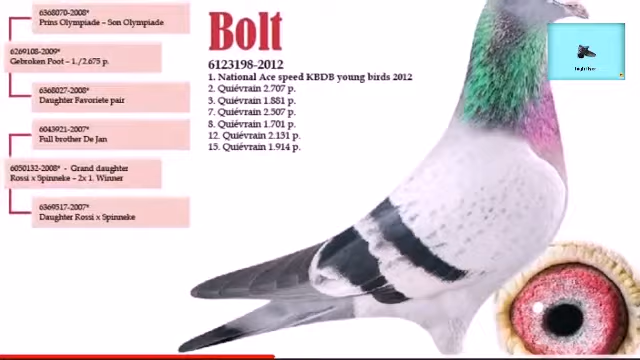 6368070-2008*
Prins Olympiade – Son Olympiade
6269108-2009*
Gebroken Poot – 1./2.675 p.
6368027-2008*
Daughter Favoriete pair
6043921-2007*
Full brother De Jan
6050132-2008* - Grand daughter
Rossi x Spinneke – 2x 1. Winner
6369517-2007*
Daughter Rossi x Spinneke
Bolt
6123198-2012
1. National Ace speed KBDB young birds 2012
2. Quiévrain 2.707 p.
3. Quiévrain 1.881 p.
7. Quiévrain 2.507 p.
8. Quiévrain 1.701 p.
12. Quiévrain 2.131 p.
15. Quiévrain 1.914 p.